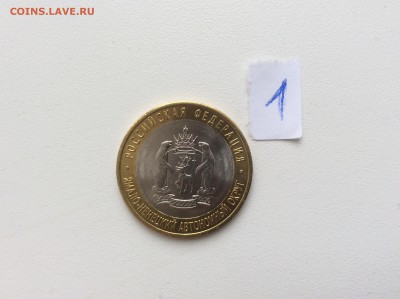 COINS.LAVE.RU
1
РОССИЙСКАЯ ФЕДЕРАЦИЯ
ЯМАЛО-НЕНЕЦКИЙ АВТОНОМНЫЙ ОКРУГ